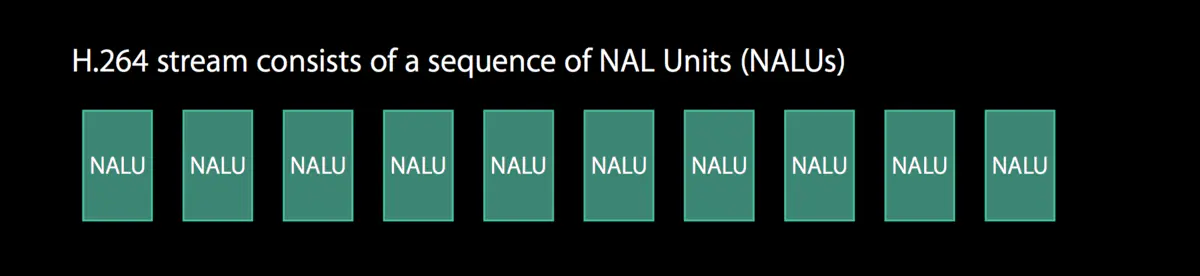 H.264 stream consists of a sequence of NAL Units (NALUs)
NALU NALU NALU NALU NALU NALU NALU NALU NALU NALU